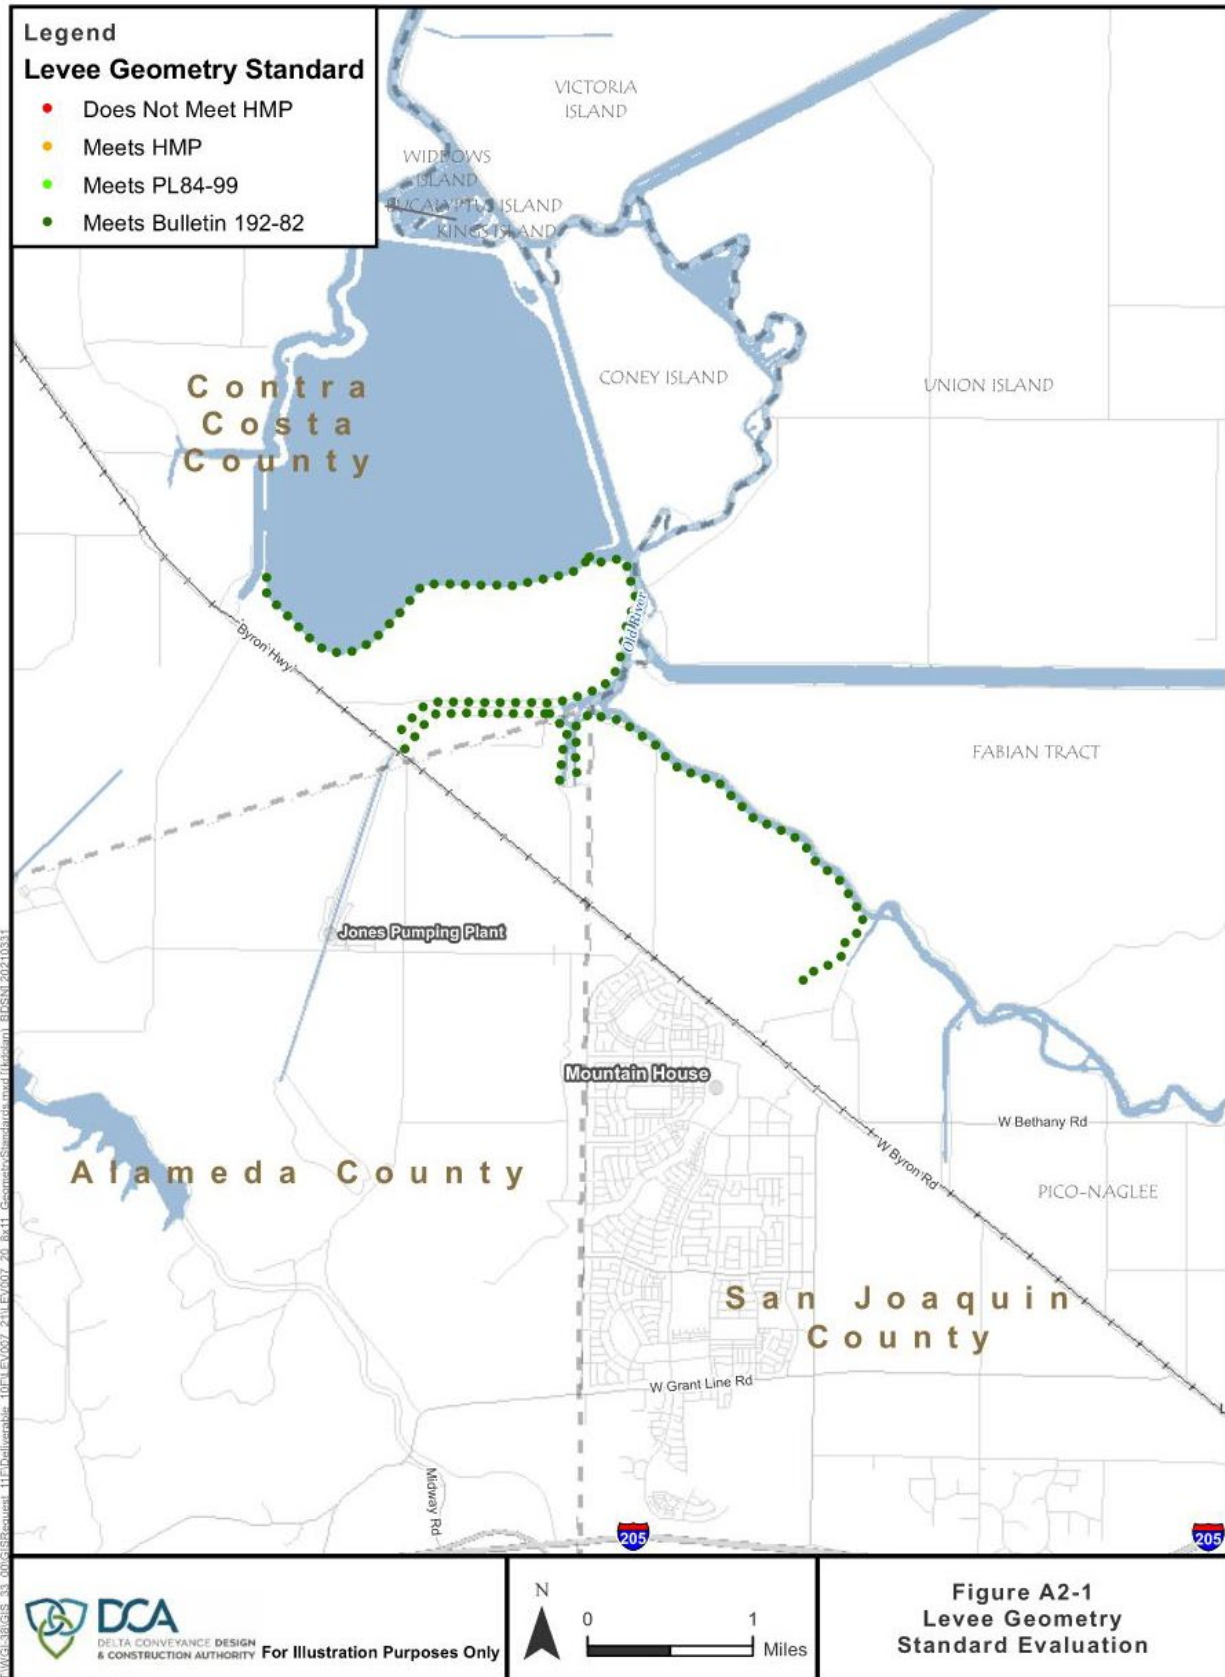 Legend
Levee Geometry Standard
Does Not Meet HMP
Meets HMP
Meets PL84-99
Meets Bulletin 192-82
VICTORIA
ISLAND
WIDDOWS
ISLAND
EUCALYPTUS ISLAND
KINGS ISLAND
Contra
Costa
County
CONEY ISLAND
UNION ISLAND
Old River
Byron Hwy
FABIAN TRACT
Jones Pumping Plant
Mountain House
W Bethany Rd
W Byron Rd
PICO-NAGLEE
Alameda County
San Joaquin
County
W Grant Line Rd
Midway Rd
205
205
DCA
DELTA CONVEYANCE DESIGN
& CONSTRUCTION AUTHORITY
For Illustration Purposes Only
N
0 1
Miles
Figure A2-1
Levee Geometry
Standard Evaluation